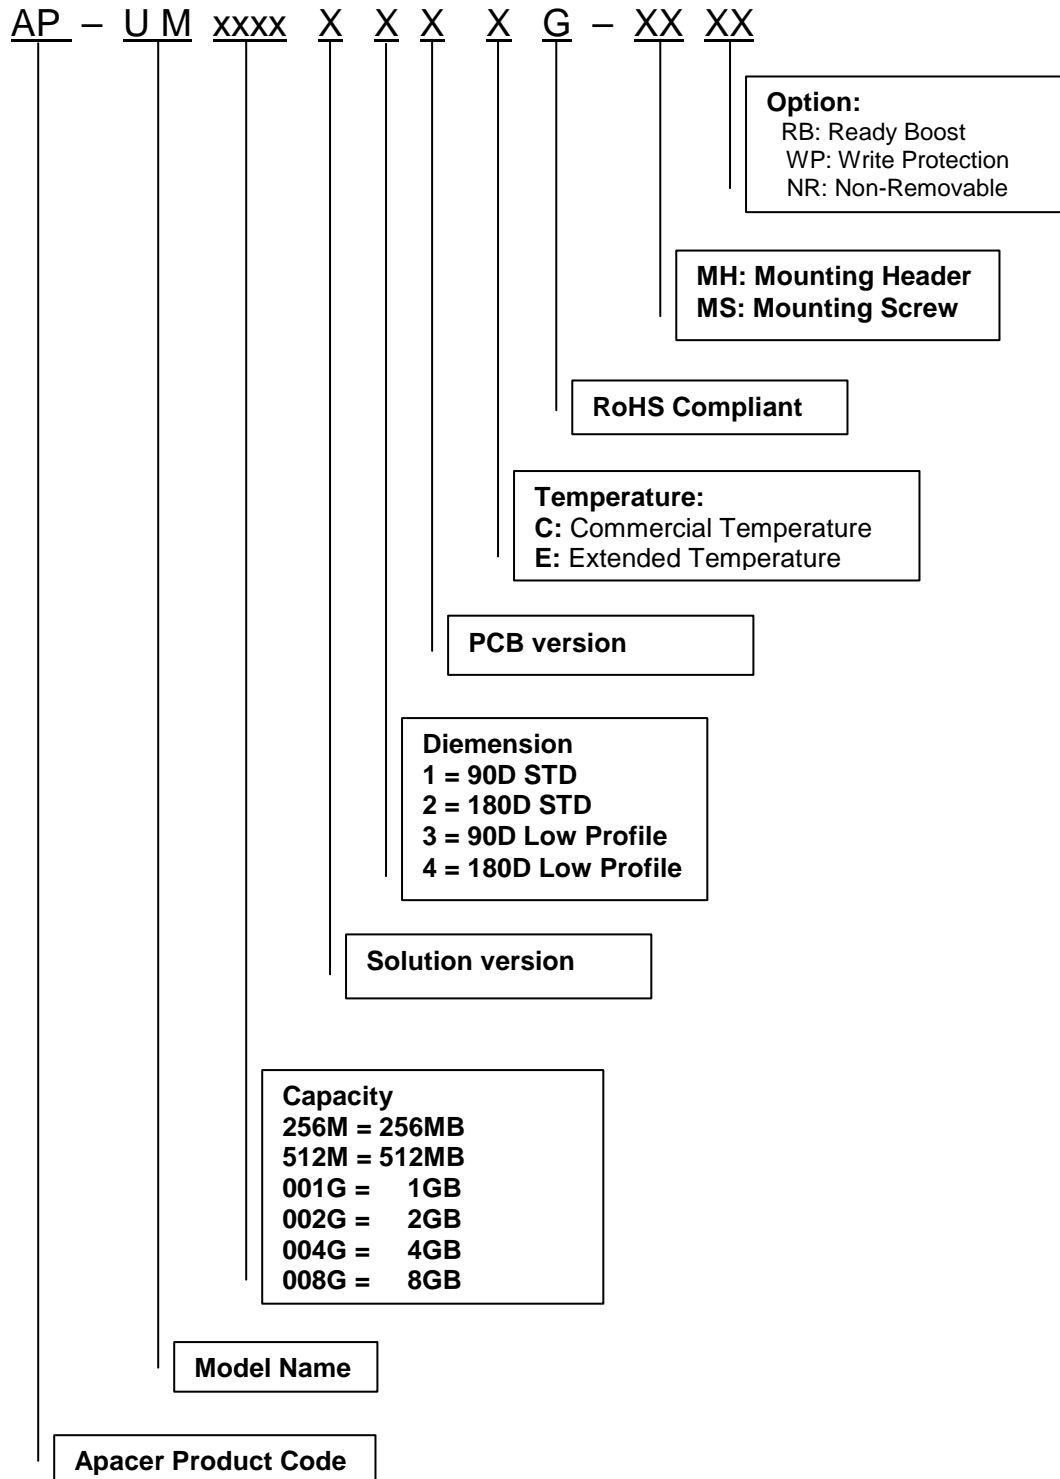 AP – U M xxxx X X X X G – XX XX
Option:
RB: Ready Boost
WP: Write Protection
NR: Non-Removable
MH: Mounting Header
MS: Mounting Screw
RoHS Compliant
Temperature:
C: Commercial Temperature
E: Extended Temperature
PCB version
Diemension
1 = 90D STD
2 = 180D STD
3 = 90D Low Profile
4 = 180D Low Profile
Solution version
Capacity
256M = 256MB
512M = 512MB
001G = 1GB
002G = 2GB
004G = 4GB
008G = 8GB
Model Name
Apacer Product Code